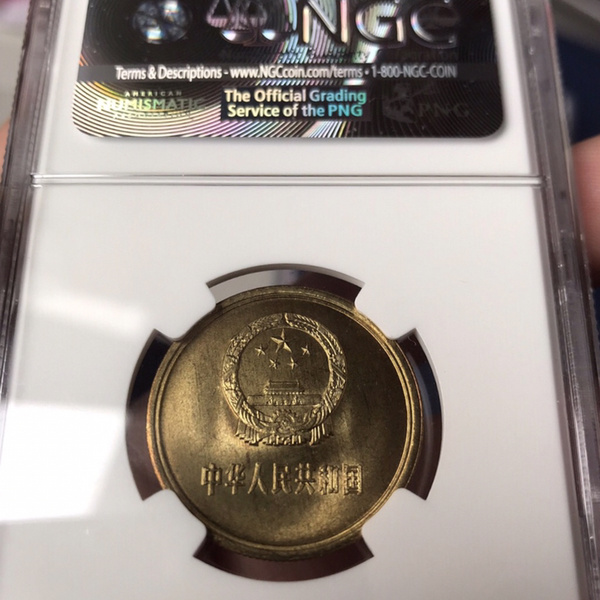 NGC
Terms & Descriptions - www.NGCcoin.com/terms • 1-800-NGC-COIN
AMERICAN
NUMISMATIC
ASSOCIATION
The Official Grading
Service of the PNG
PNG
中华人民共和国